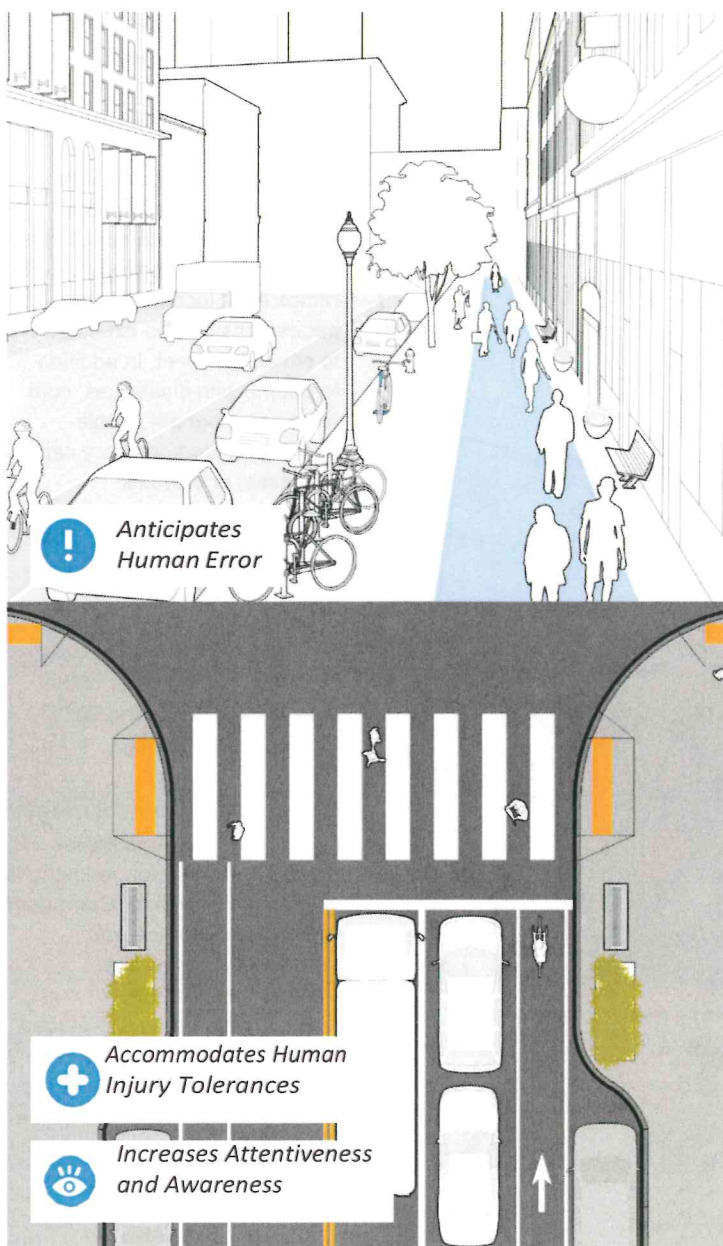 Anticipates
Human Error
Accommodates Human
Injury Tolerances
Increases Attentiveness
and Awareness